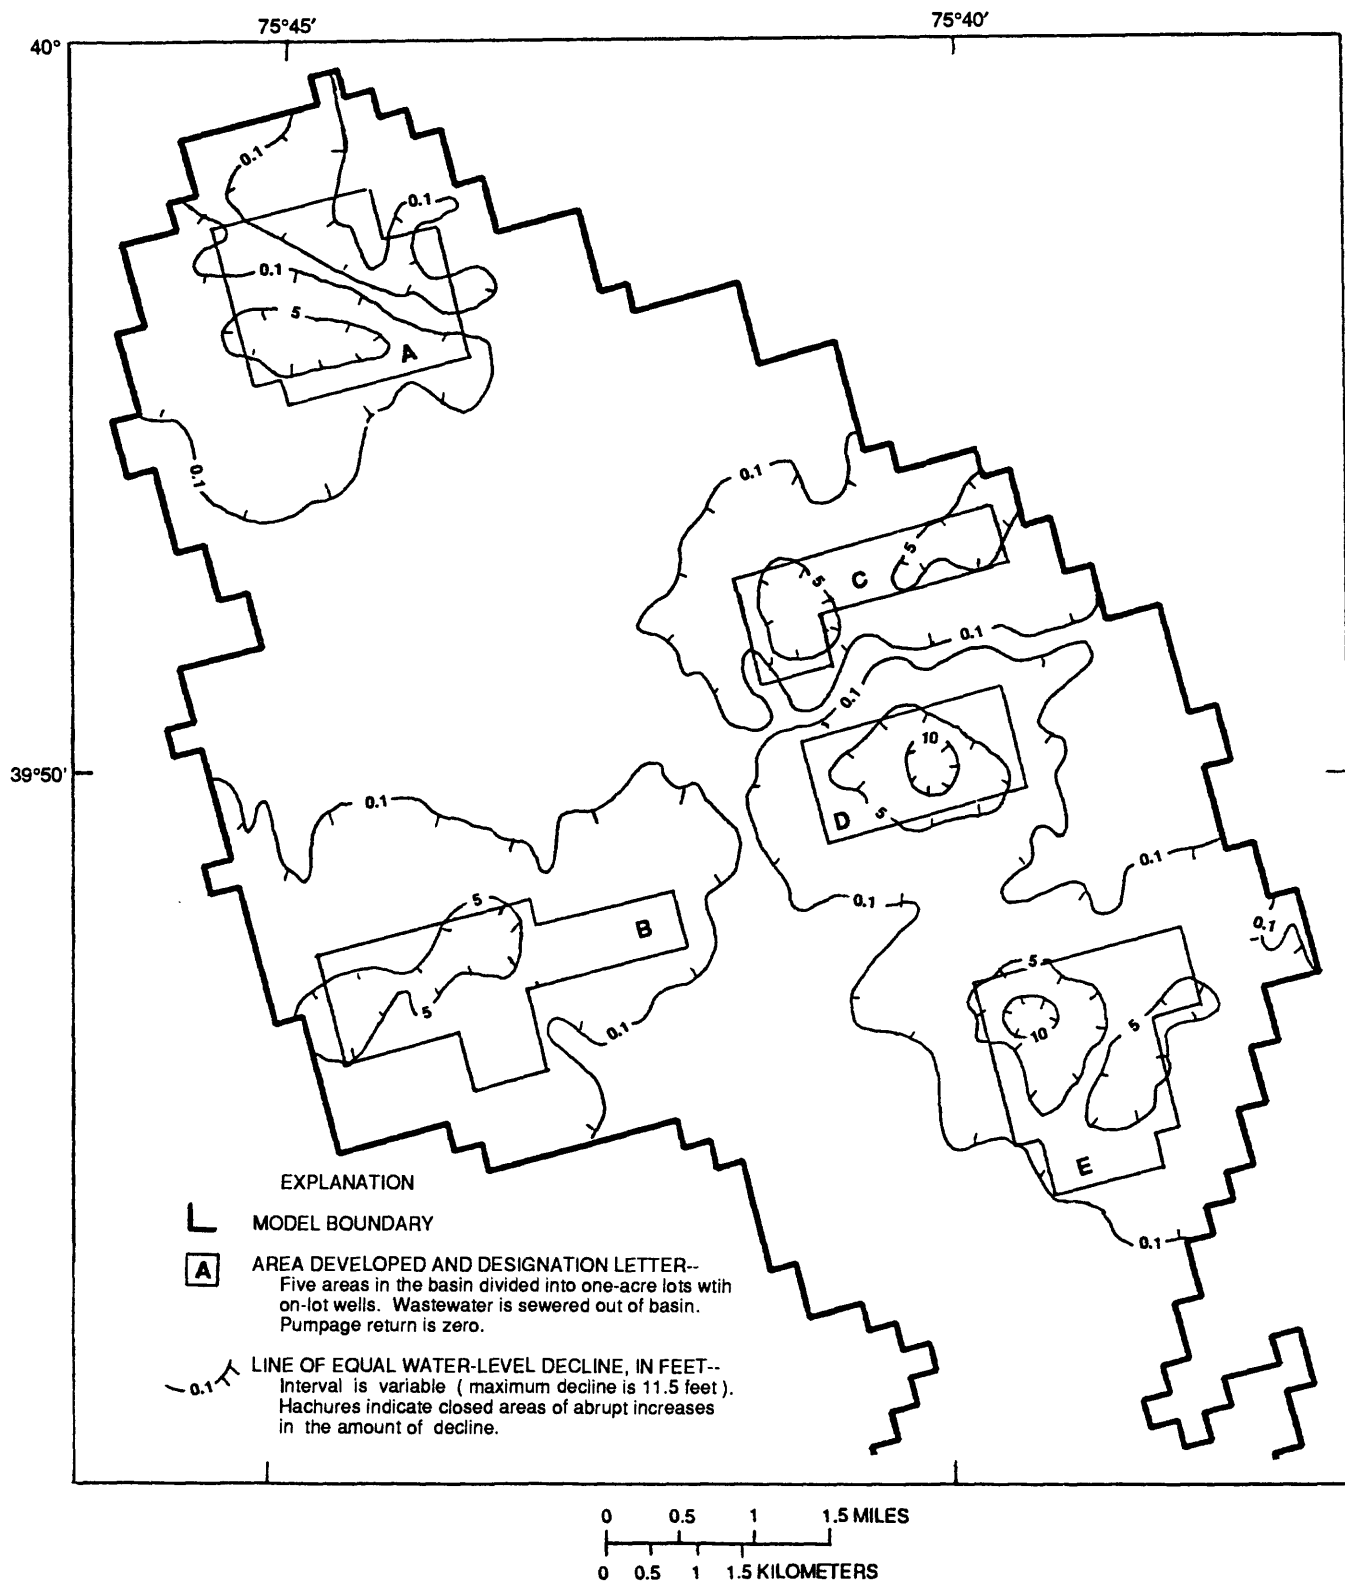 75°45' 75°40'
40°
0.1
0.1
0.1
5
A
0.1
0.1
5
5
C
0.1
0.1
10
39°50'
5
D
0.1
0.1
0.1
5
B
0.1
5
5
10
5
0.1
E
0.1
EXPLANATION
MODEL BOUNDARY
A AREA DEVELOPED AND DESIGNATION LETTER--
Five areas in the basin divided into one-acre lots wtih
on-lot wells. Wastewater is sewered out of basin.
Pumpage return is zero.
0.1 LINE OF EQUAL WATER-LEVEL DECLINE, IN FEET--
Interval is variable ( maximum decline is 11.5 feet ).
Hachures indicate closed areas of abrupt increases
in the amount of decline.
0 0.5 1 1.5 MILES
0 0.5 1 1.5 KILOMETERS